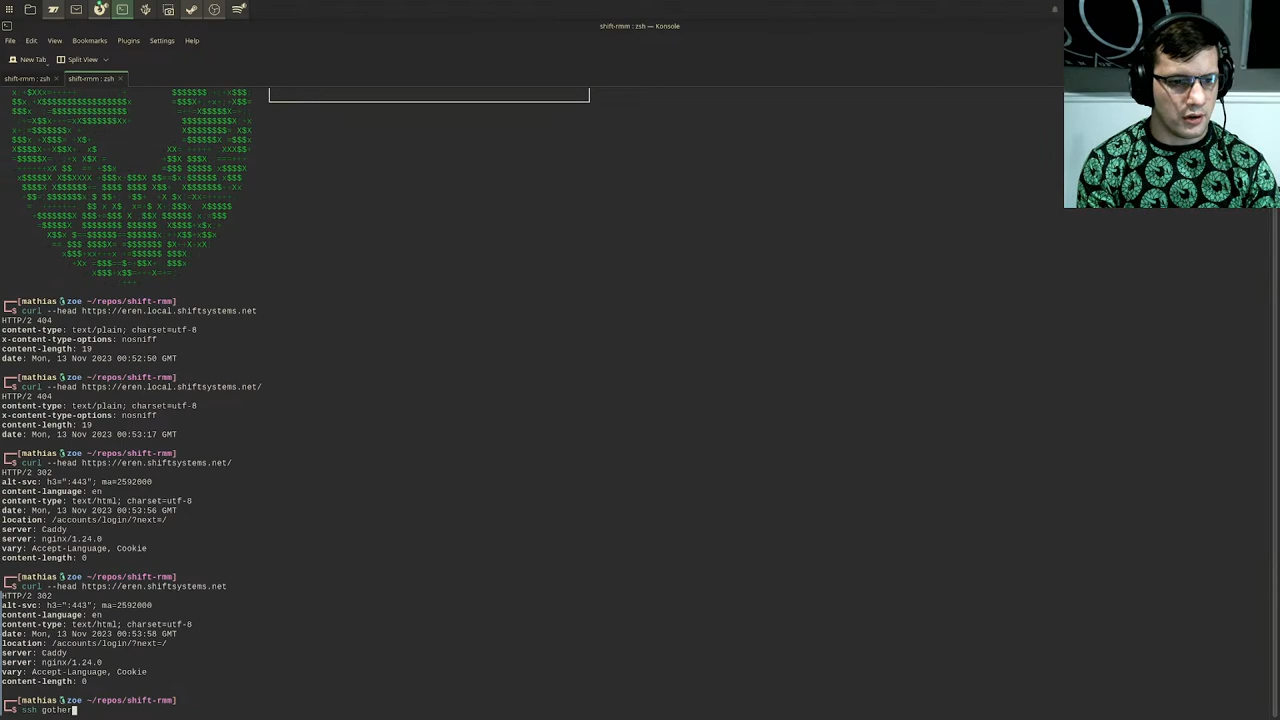 shift-rmm : zsh — Konsole
File Edit View Bookmarks Plugins Settings Help
New Tab Split View
shift-rmm : zsh shift-rmm : zsh
[mathias zoe ~/repos/shift-rmm]
$ curl --head https://eren.local.shiftsystems.net
HTTP/2 404
content-type: text/plain; charset=utf-8
x-content-type-options: nosniff
content-length: 19
date: Mon, 13 Nov 2023 00:52:50 GMT
[mathias zoe ~/repos/shift-rmm]
$ curl --head https://eren.local.shiftsystems.net/
HTTP/2 404
content-type: text/plain; charset=utf-8
x-content-type-options: nosniff
content-length: 19
date: Mon, 13 Nov 2023 00:53:17 GMT
[mathias zoe ~/repos/shift-rmm]
$ curl --head https://eren.shiftsystems.net/
HTTP/2 302
alt-svc: h3=":443"; ma=2592000
content-language: en
content-type: text/html; charset=utf-8
date: Mon, 13 Nov 2023 00:53:56 GMT
location: /accounts/login/?next=/
server: Caddy
server: nginx/1.24.0
vary: Accept-Language, Cookie
content-length: 0
[mathias zoe ~/repos/shift-rmm]
$ curl --head https://eren.shiftsystems.net
HTTP/2 302
alt-svc: h3=":443"; ma=2592000
content-language: en
content-type: text/html; charset=utf-8
date: Mon, 13 Nov 2023 00:53:58 GMT
location: /accounts/login/?next=/
server: Caddy
server: nginx/1.24.0
vary: Accept-Language, Cookie
content-length: 0
[mathias zoe ~/repos/shift-rmm]
$ ssh gother